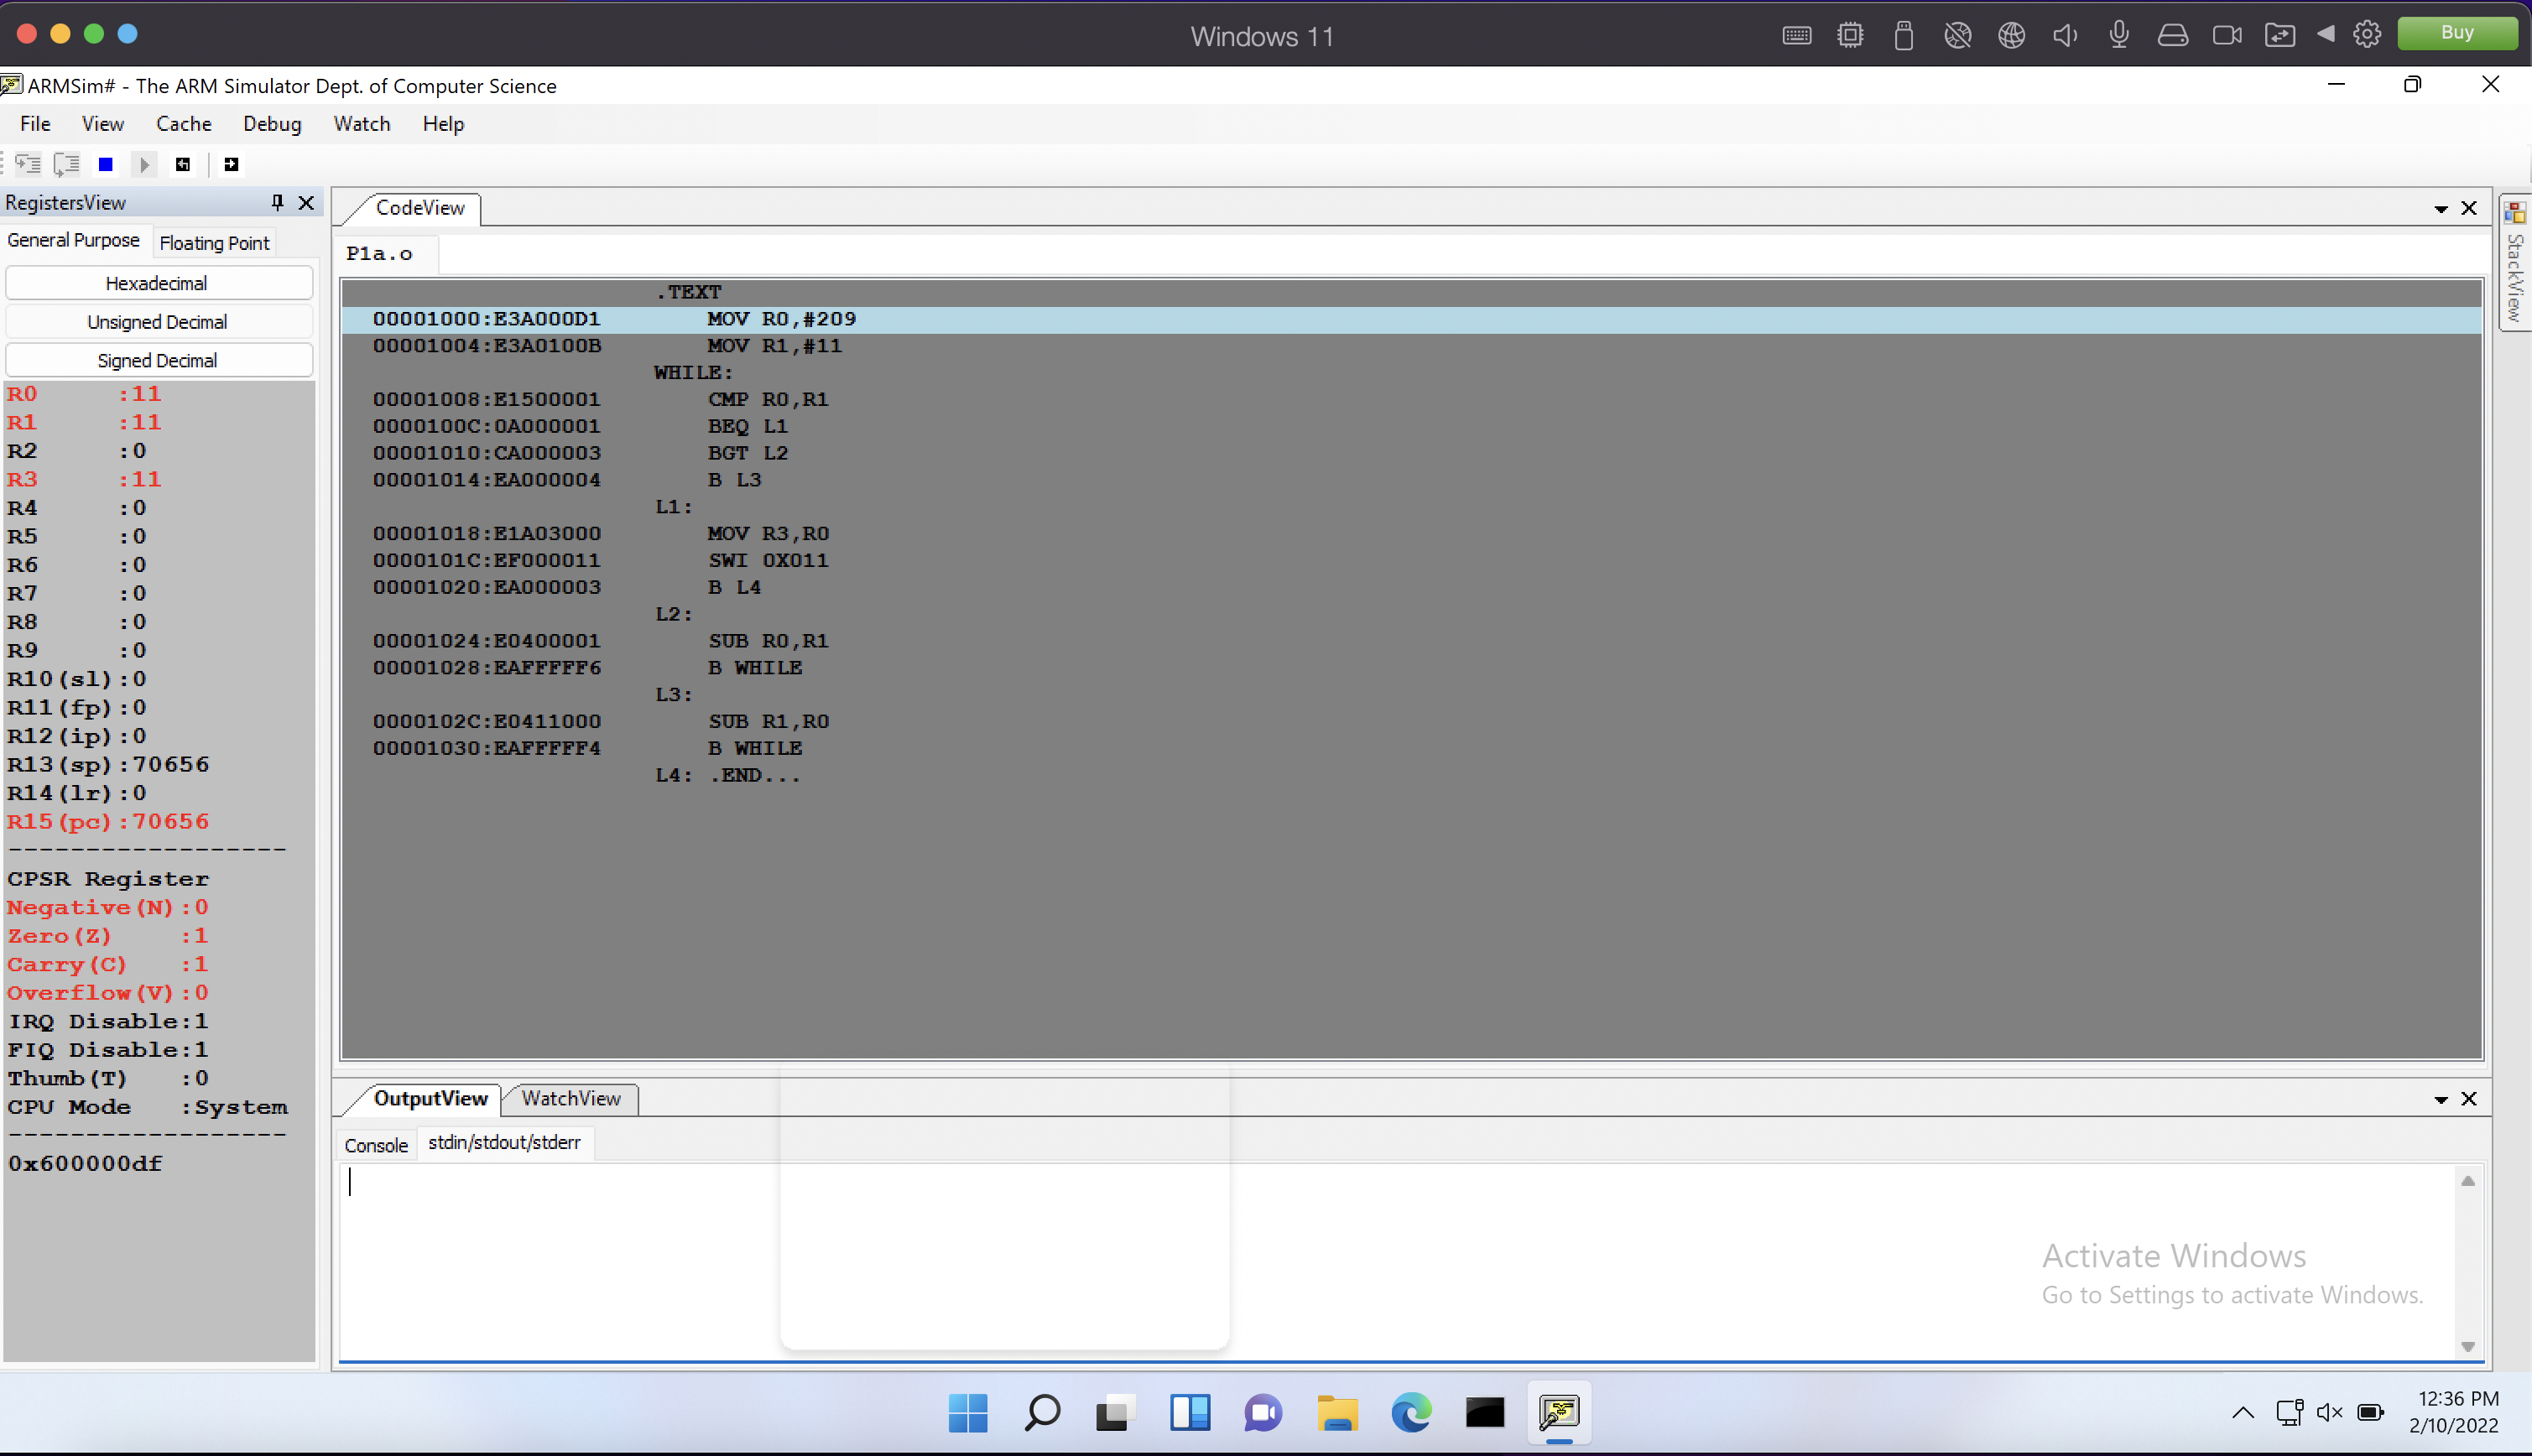 Windows 11
Buy
ARMSim# - The ARM Simulator Dept. of Computer Science
File View Cache Debug Watch Help
RegistersView
General Purpose Floating Point
Hexadecimal
Unsigned Decimal
Signed Decimal
R0 :11
R1 :11
R2 :0
R3 :11
R4 :0
R5 :0
R6 :0
R7 :0
R8 :0
R9 :0
R10(sl):0
R11(fp):0
R12(ip):0
R13(sp):70656
R14(lr):0
R15(pc):70656
------------------
CPSR Register
Negative(N):0
Zero(Z) :1
Carry(C) :1
Overflow(V):0
IRQ Disable:1
FIQ Disable:1
Thumb(T) :0
CPU Mode :System
------------------
0x600000df
CodeView
P1a.o
.TEXT
00001000:E3A000D1 MOV R0,#209
00001004:E3A0100B MOV R1,#11
WHILE:
00001008:E1500001 CMP R0,R1
0000100C:0A000001 BEQ L1
00001010:CA000003 BGT L2
00001014:EA000004 B L3
L1:
00001018:E1A03000 MOV R3,R0
0000101C:EF000011 SWI 0X011
00001020:EA000003 B L4
L2:
00001024:E0400001 SUB R0,R1
00001028:EAFFFFF6 B WHILE
L3:
0000102C:E0411000 SUB R1,R0
00001030:EAFFFFF4 B WHILE
L4: .END...
StackView
OutputView WatchView
Console stdin/stdout/stderr
Activate Windows
Go to Settings to activate Windows.
12:36 PM
2/10/2022